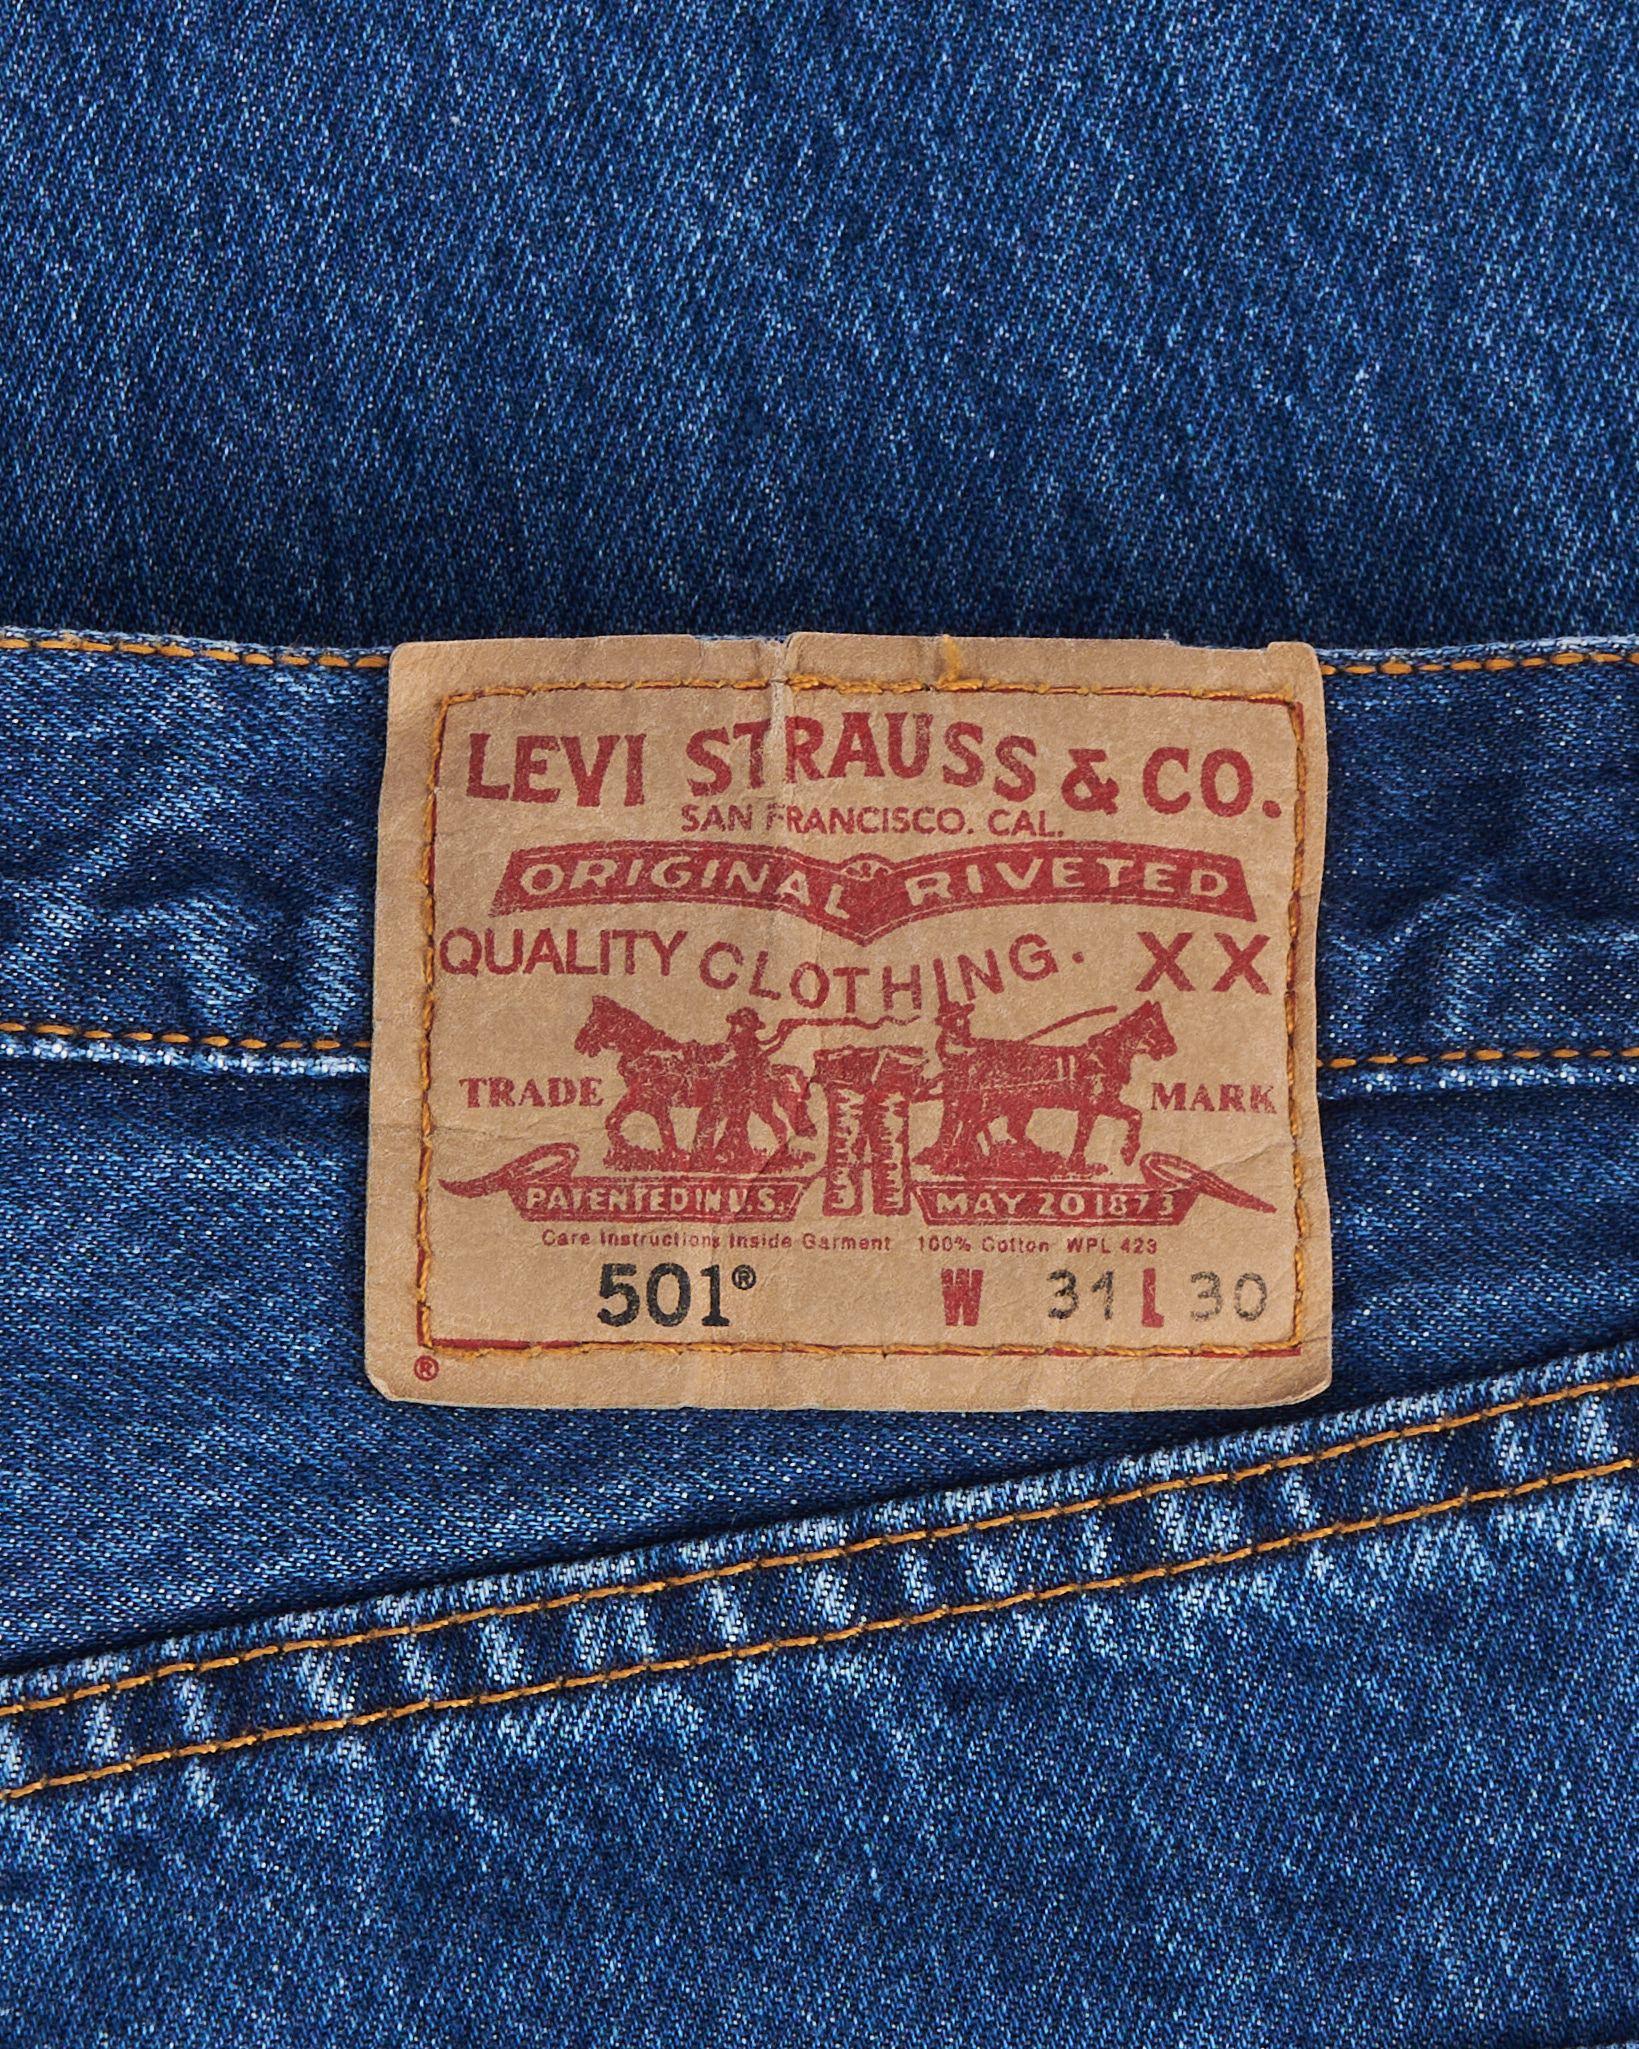 LEVI STRAUSS & CO.
SAN FRANCISCO. CAL.
ORIGINAL RIVETED
QUALITY CLOTHING. XX
TRADE MARK
PATENTED IN U.S. MAY 20 1873
Care Instructions Inside Garment 100% Cotton WPL 423
501® W 31 L 30
®